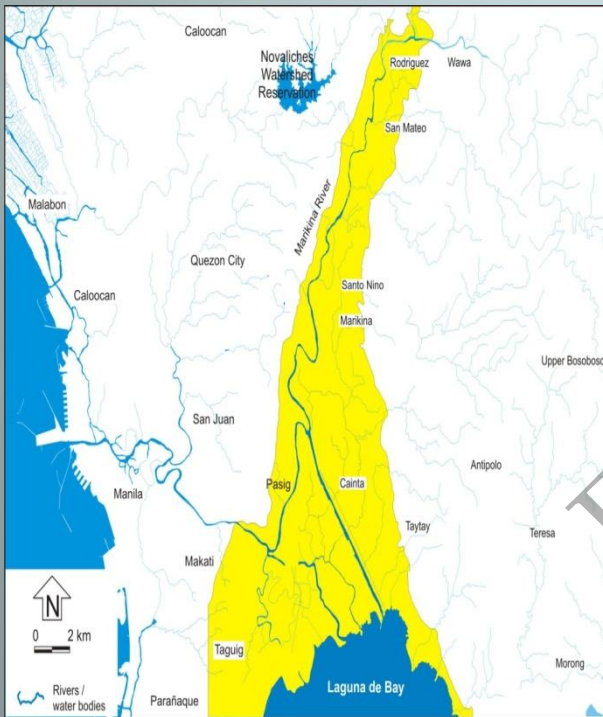 Caloocan
Novaliches
Watershed
Reservation
Rodriguez
Wawa
San Mateo
Malabon
Marikina River
Quezon City
Caloocan
Santo Nino
Marikina
Upper Bosoboso
San Juan
Antipolo
Manila
Pasig
Cainta
Taytay
Teresa
Makati
N
0 2 km
Taguig
Laguna de Bay
Morong
Rivers /
water bodies
Parañaque